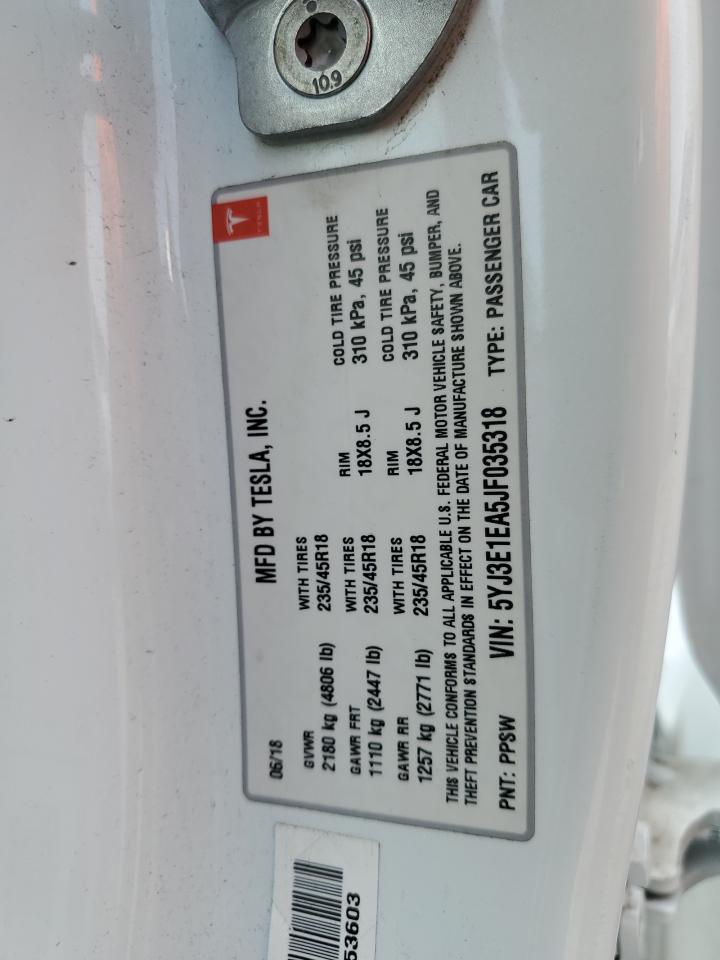 10.9
TESLA
MFD BY TESLA, INC.
06/18
GVWR WITH TIRES
2180 kg (4806 lb) 235/45R18
GAWR FRT WITH TIRES RIM COLD TIRE PRESSURE
1110 kg (2447 lb) 235/45R18 18X8.5 J 310 kPa, 45 psi
GAWR RR WITH TIRES RIM COLD TIRE PRESSURE
1257 kg (2771 lb) 235/45R18 18X8.5 J 310 kPa, 45 psi
THIS VEHICLE CONFORMS TO ALL APPLICABLE U.S. FEDERAL MOTOR VEHICLE SAFETY, BUMPER, AND
THEFT PREVENTION STANDARDS IN EFFECT ON THE DATE OF MANUFACTURE SHOWN ABOVE.
PNT: PPSW VIN: 5YJ3E1EA5JF035318 TYPE: PASSENGER CAR
53603